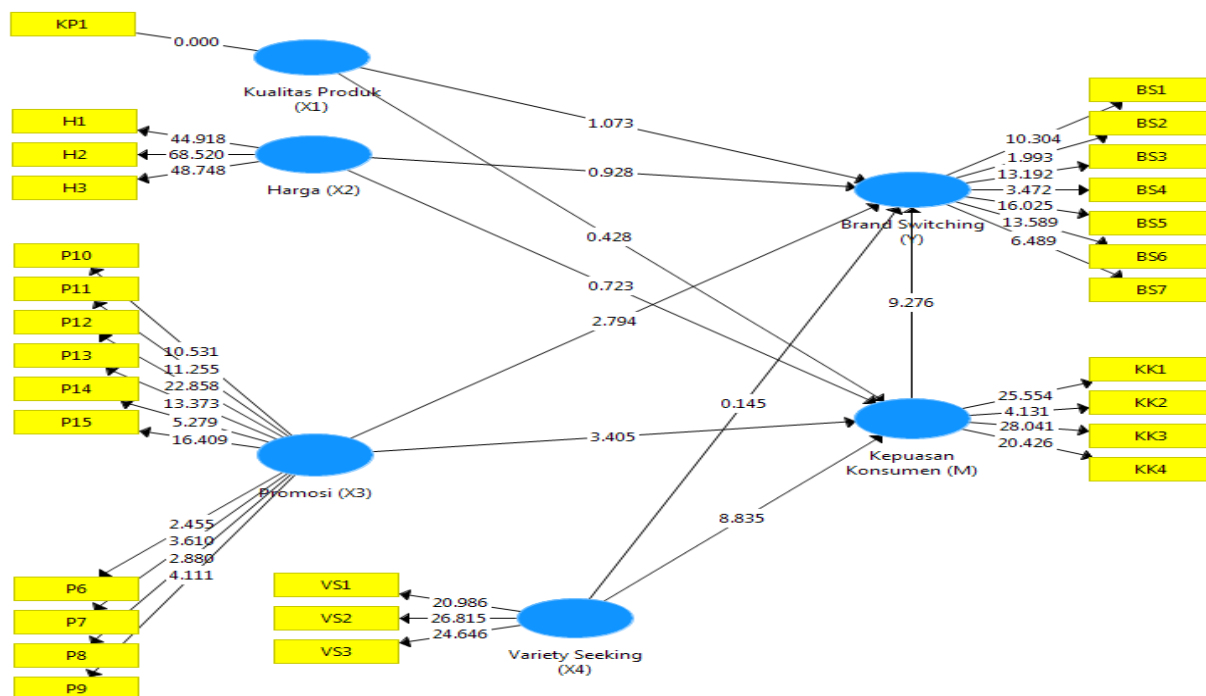 KP1
0.000
Kualitas Produk
(X1)
H1
H2
H3
44.918
68.520
48.748
Harga (X2)
P10
P11
P12
P13
P14
P15
10.531
11.255
22.858
13.373
5.279
16.409
Promosi (X3)
2.455
3.610
2.880
4.111
P6
P7
P8
P9
VS1
VS2
VS3
20.986
26.815
24.646
Variety Seeking
(X4)
1.073
0.928
0.428
0.723
2.794
3.405
0.145
8.835
9.276
Brand Switching
(Y)
10.304
1.993
13.192
3.472
16.025
13.589
6.489
BS1
BS2
BS3
BS4
BS5
BS6
BS7
Kepuasan
Konsumen (M)
25.554
4.131
28.041
20.426
KK1
KK2
KK3
KK4